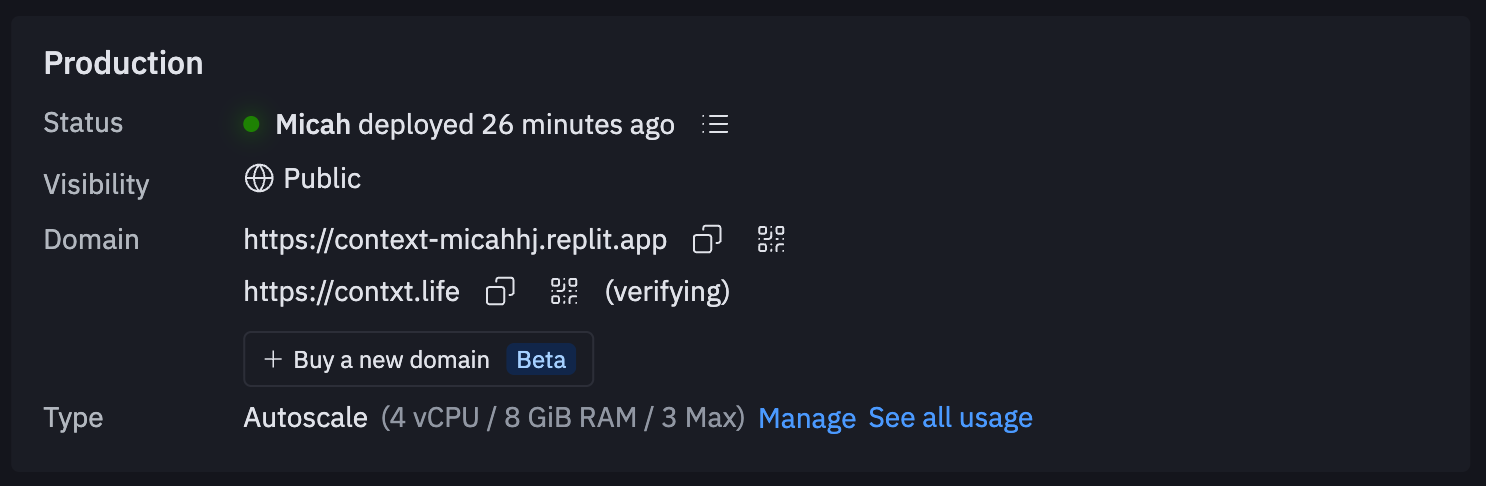 Production
Status Micah deployed 26 minutes ago
Visibility Public
Domain https://context-micahhj.replit.app
https://contxt.life (verifying)
+ Buy a new domain Beta
Type Autoscale (4 vCPU / 8 GiB RAM / 3 Max) Manage See all usage